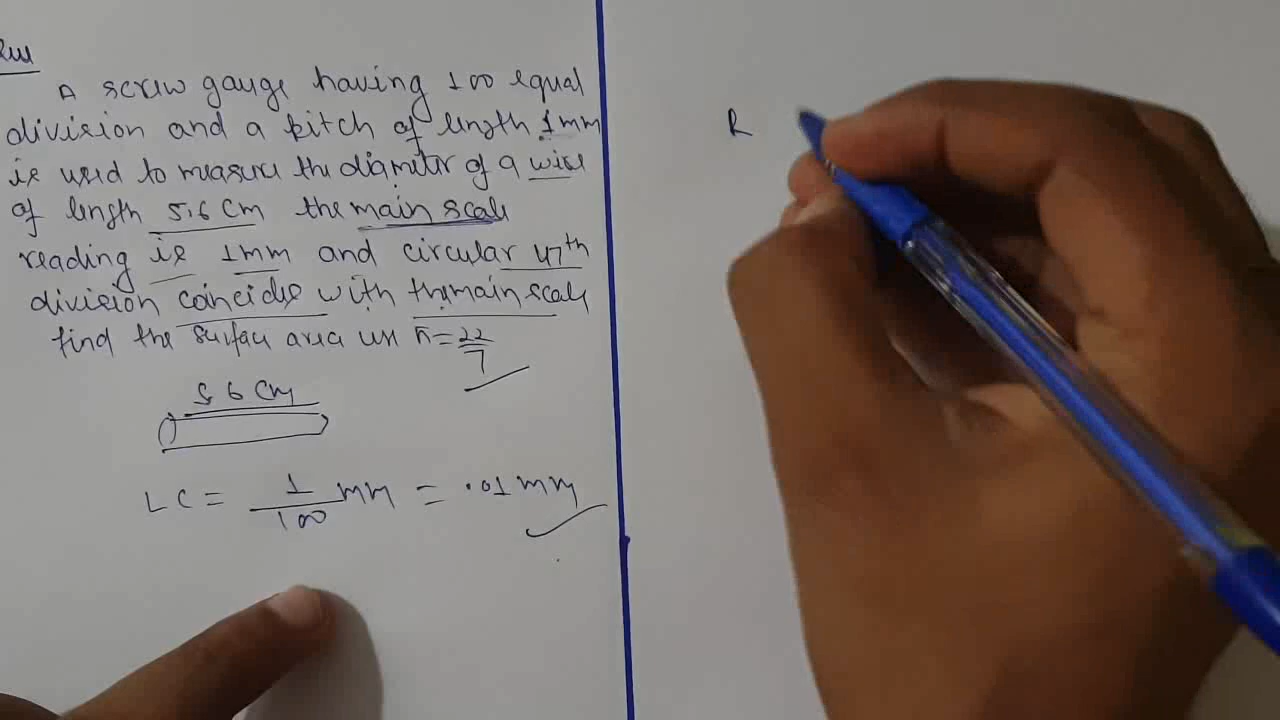 Qus
A screw gauge having 100 equal
division and a pitch of length 1mm
is used to measure the diameter of a wire
of length 5.6 cm the main scale
reading is 1mm and circular 47th
division coincide with the main scale
find the surface area use π = 22/7
5 6 cm
LC = 1/100 mm = .01 mm
R